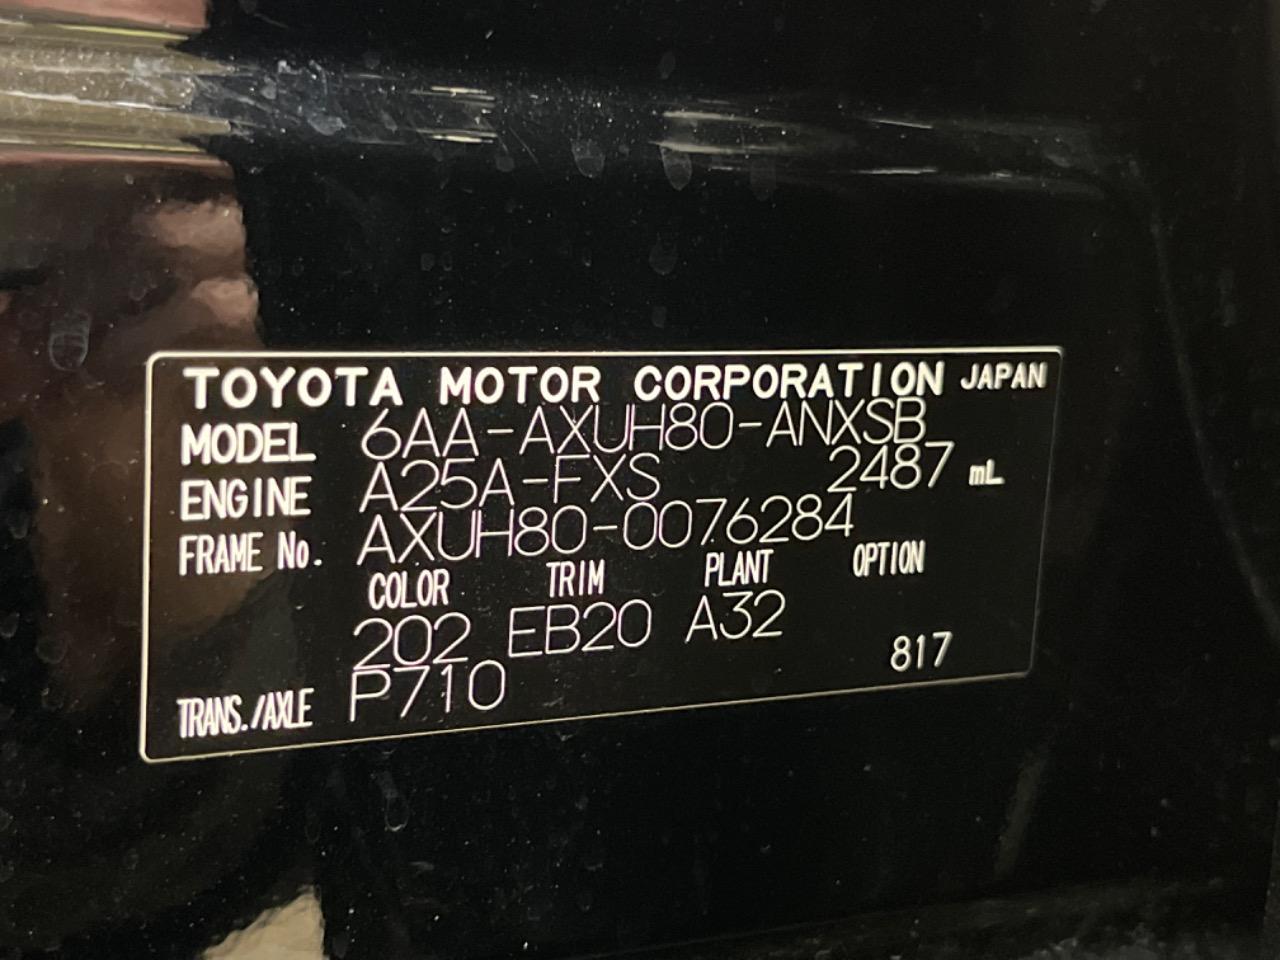 TOYOTA MOTOR CORPORATION JAPAN
MODEL 6AA-AXUH80-ANXSB
ENGINE A25A-FXS 2487 mL
FRAME No. AXUH80-0076284
COLOR TRIM PLANT OPTION
202 EB20 A32
817
TRANS./AXLE P710